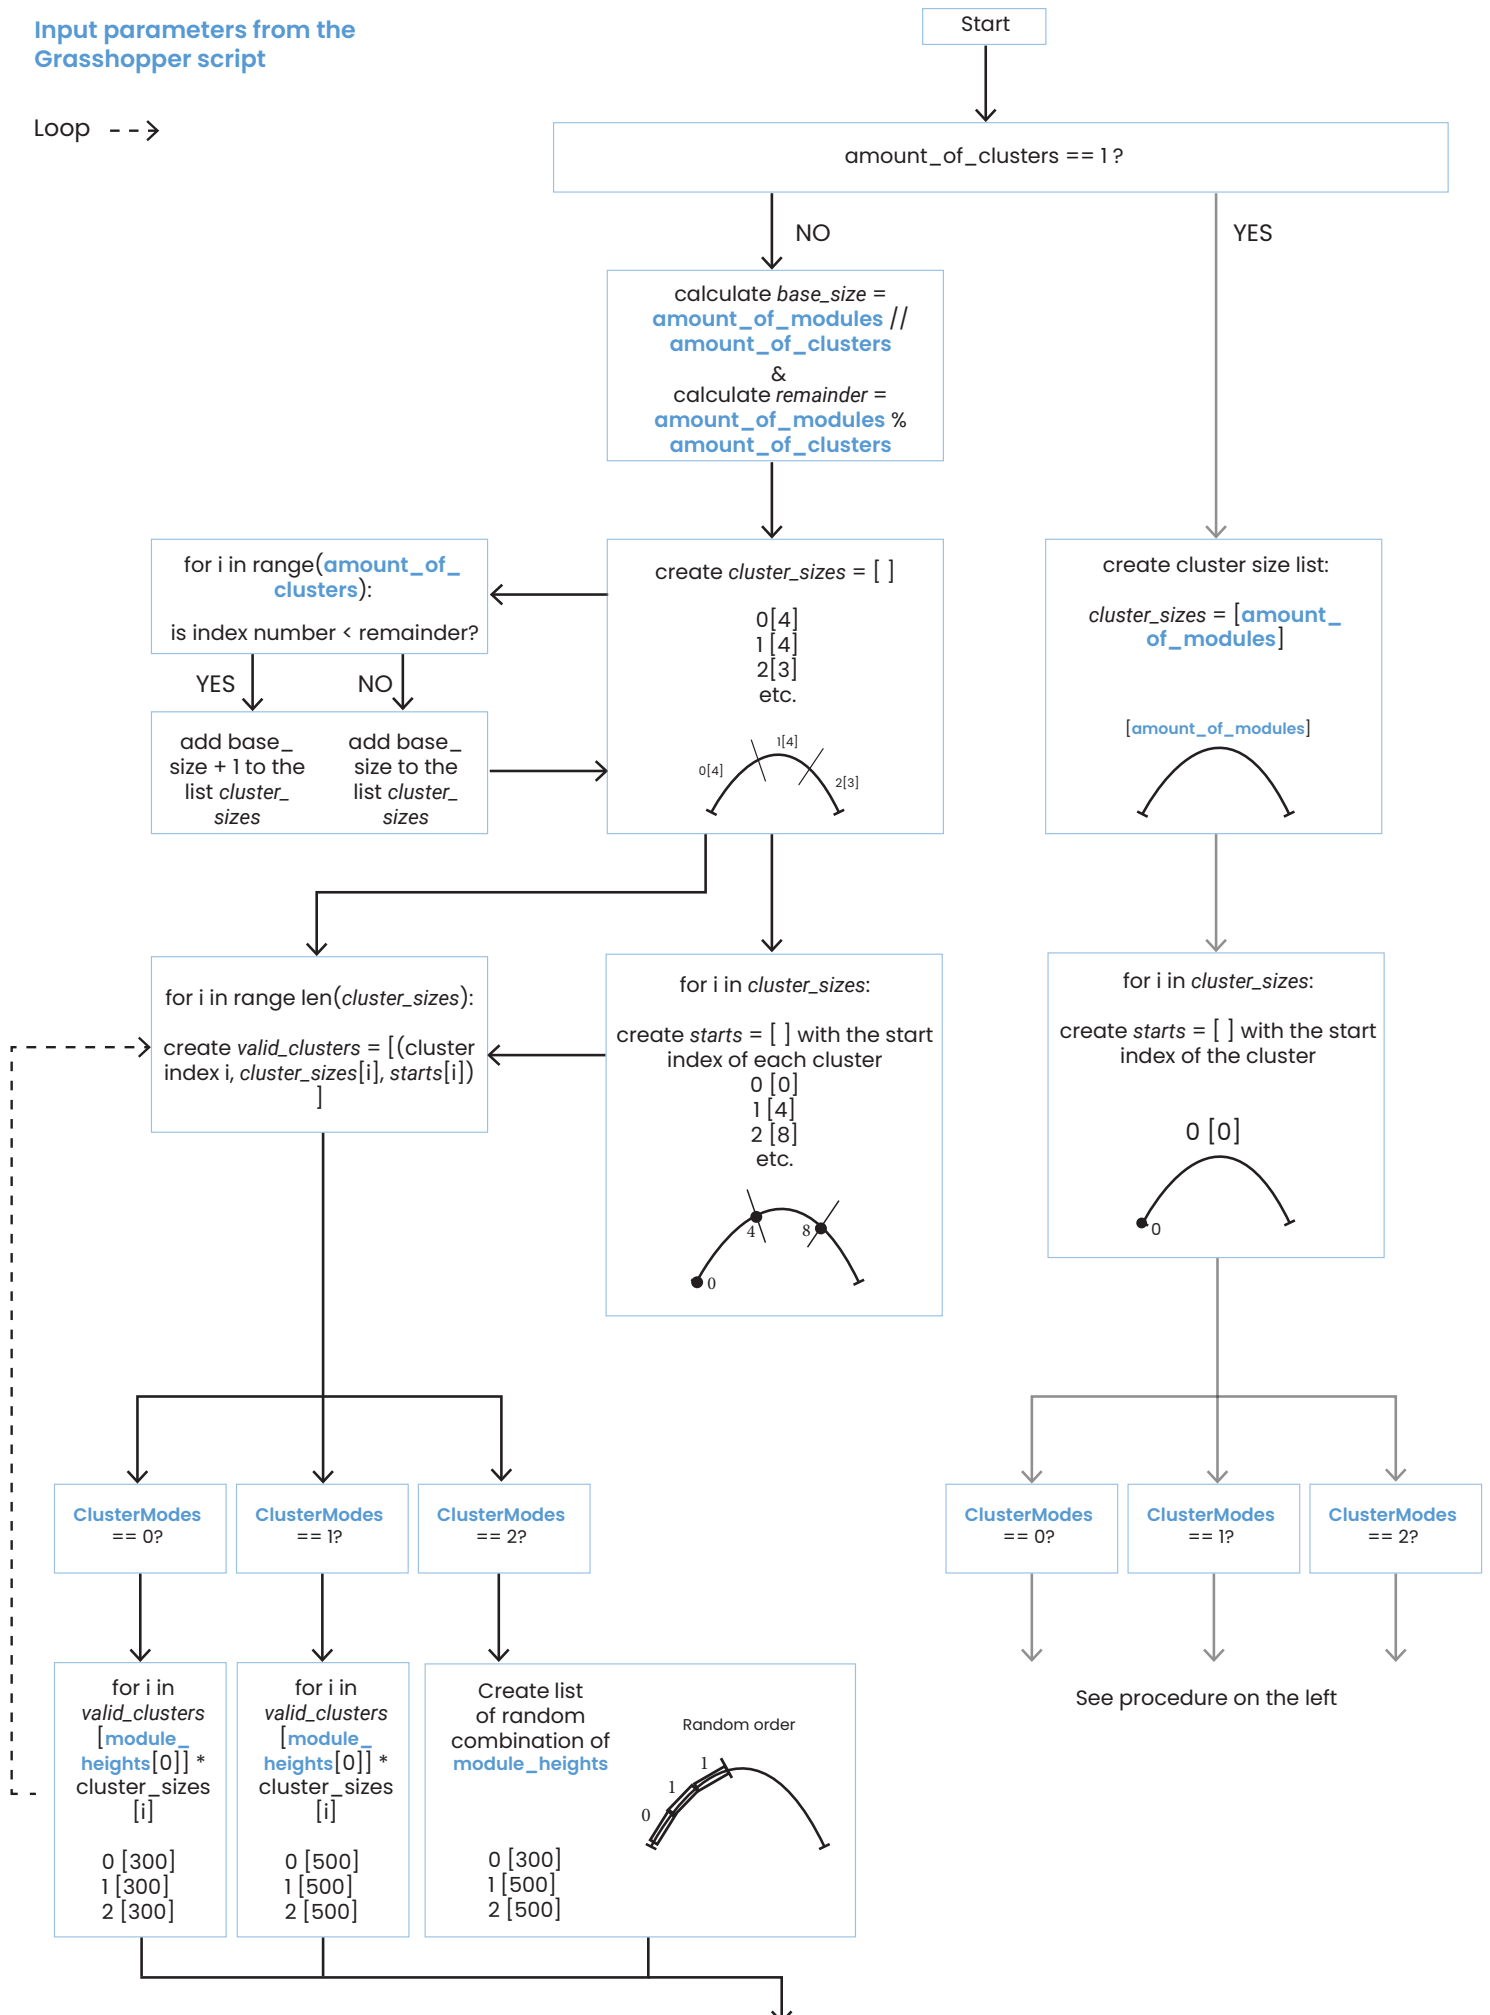 Input parameters from the
Grasshopper script
Loop
Start
amount_of_clusters == 1 ?
NO
YES
calculate base_size =
amount_of_modules //
amount_of_clusters
&
calculate remainder =
amount_of_modules %
amount_of_clusters
for i in range(amount_of_
clusters):
is index number < remainder?
YES
NO
add base_
size + 1 to the
list cluster_
sizes
add base_
size to the
list cluster_
sizes
create cluster_sizes = [ ]
0[4]
1 [4]
2[3]
etc.
0[4]
1[4]
2[3]
create cluster size list:
cluster_sizes = [amount_
of_modules]
[amount_of_modules]
for i in range len(cluster_sizes):
create valid_clusters = [(cluster
index i, cluster_sizes[i], starts[i])
]
for i in cluster_sizes:
create starts = [ ] with the start
index of each cluster
0 [0]
1 [4]
2 [8]
etc.
0
4
8
for i in cluster_sizes:
create starts = [ ] with the start
index of the cluster
0 [0]
0
ClusterModes
== 0?
ClusterModes
== 1?
ClusterModes
== 2?
ClusterModes
== 0?
ClusterModes
== 1?
ClusterModes
== 2?
for i in
valid_clusters
[module_
heights[0]] *
cluster_sizes
[i]
0 [300]
1 [300]
2 [300]
for i in
valid_clusters
[module_
heights[0]] *
cluster_sizes
[i]
0 [500]
1 [500]
2 [500]
Create list
of random
combination of
module_heights
0 [300]
1 [500]
2 [500]
Random order
0
1
1
See procedure on the left